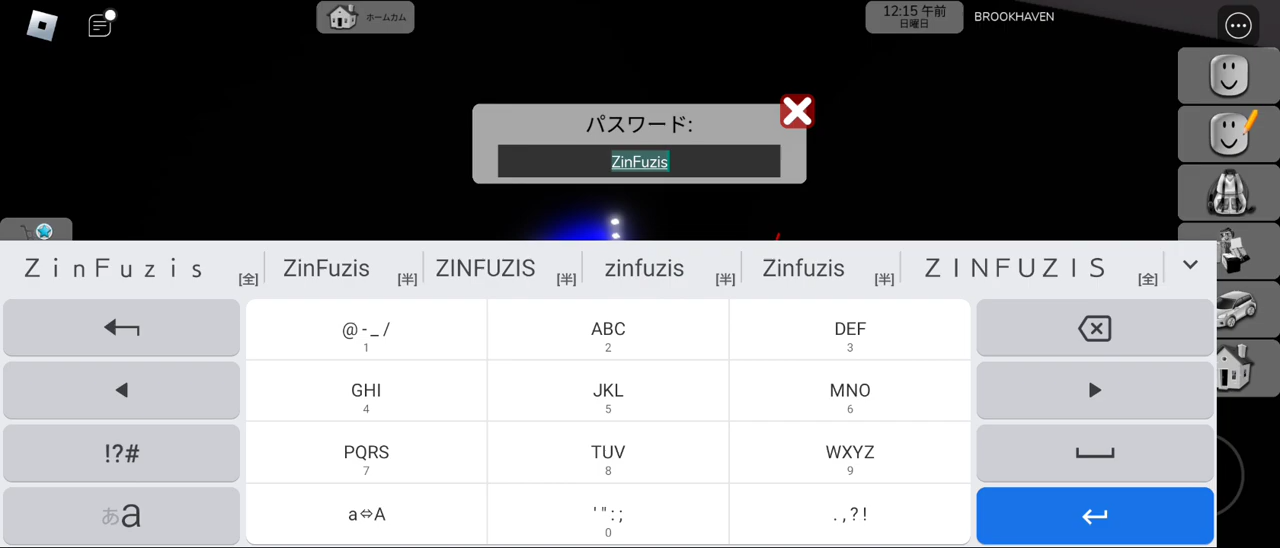 ホームカム
12:15 午前
日曜日
BROOKHAVEN
パスワード:
ZinFuzis
ＺｉｎＦｕｚｉｓ [全] ZinFuzis [半] ZINFUZIS [半] zinfuzis [半] Zinfuzis [半] ＺＩＮＦＵＺＩＳ [全]
@-_/ ABC DEF
1 2 3
GHI JKL MNO
4 5 6
!?# PQRS TUV WXYZ
7 8 9
あa a⇔A '":; .,?!
0